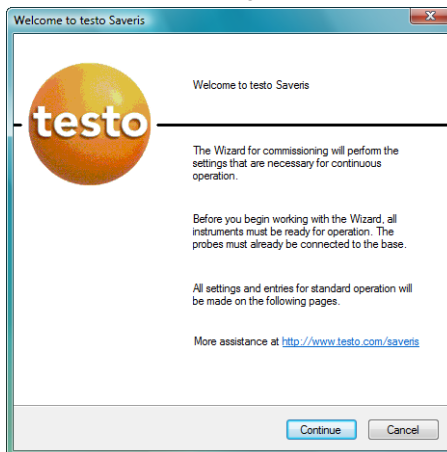 Welcome to testo Saveris
Welcome to testo Saveris
testo
The Wizard for commissioning will perform the
settings that are necessary for continuous
operation.
Before you begin working with the Wizard, all
instruments must be ready for operation. The
probes must already be connected to the base.
All settings and entries for standard operation will
be made on the following pages.
More assistance at http://www.testo.com/saveris
Continue Cancel